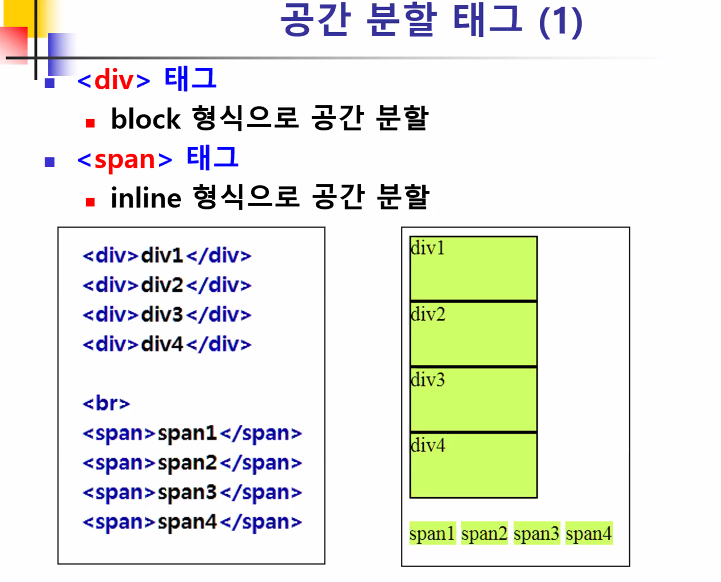 공간 분할 태그 (1)
<div> 태그
block 형식으로 공간 분할
<span> 태그
inline 형식으로 공간 분할
<div>div1</div>
<div>div2</div>
<div>div3</div>
<div>div4</div>
<br>
<span>span1</span>
<span>span2</span>
<span>span3</span>
<span>span4</span>
div1
div2
div3
div4
span1 span2 span3 span4